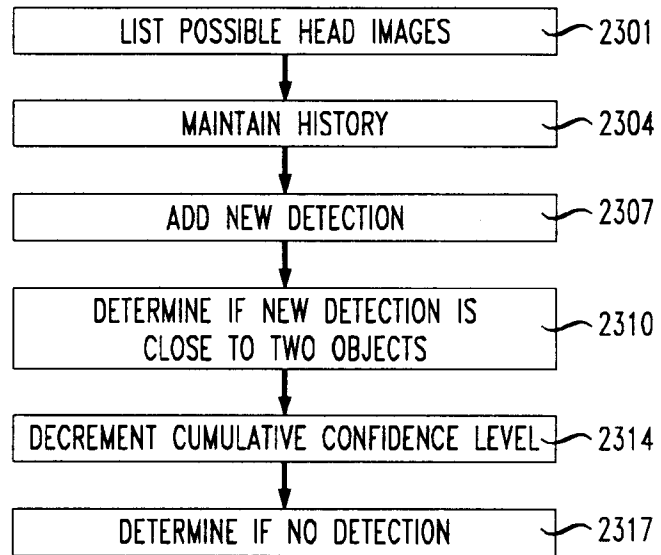 LIST POSSIBLE HEAD IMAGES 2301
MAINTAIN HISTORY 2304
ADD NEW DETECTION 2307
DETERMINE IF NEW DETECTION IS
CLOSE TO TWO OBJECTS 2310
DECREMENT CUMULATIVE CONFIDENCE LEVEL 2314
DETERMINE IF NO DETECTION 2317